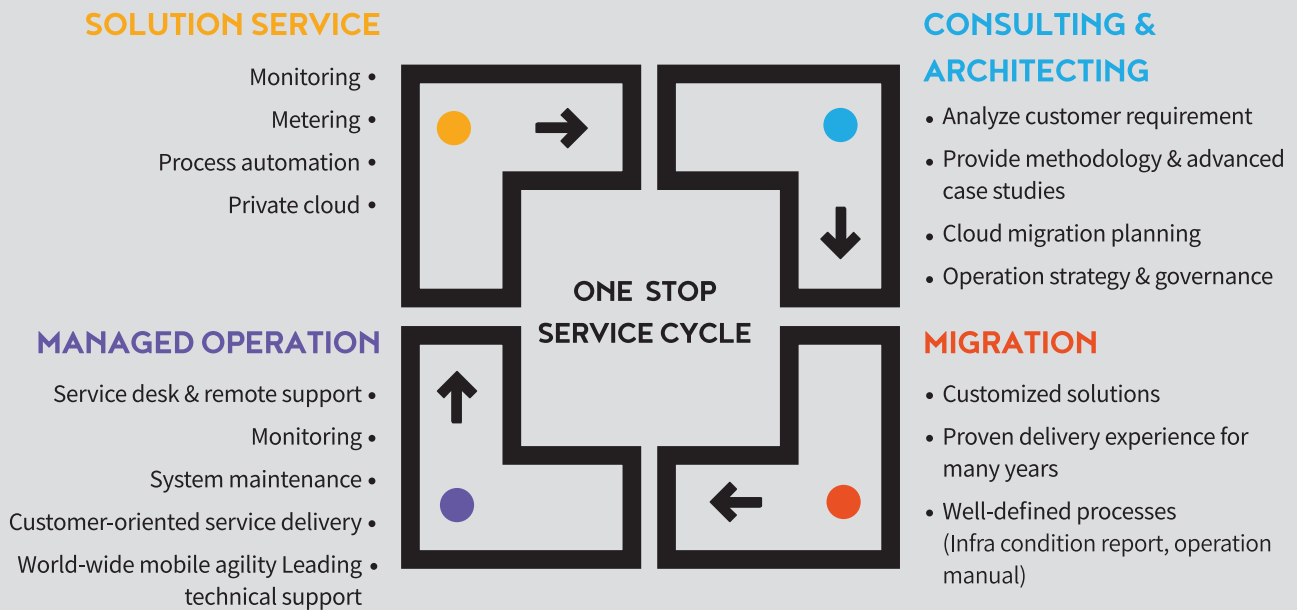 SOLUTION SERVICE
Monitoring •
Metering •
Process automation •
Private cloud •
CONSULTING &
ARCHITECTING
• Analyze customer requirement
• Provide methodology & advanced
case studies
• Cloud migration planning
• Operation strategy & governance
ONE STOP
SERVICE CYCLE
MANAGED OPERATION
Service desk & remote support •
Monitoring •
System maintenance •
Customer-oriented service delivery •
World-wide mobile agility Leading •
technical support
MIGRATION
• Customized solutions
• Proven delivery experience for
many years
• Well-defined processes
(Infra condition report, operation
manual)